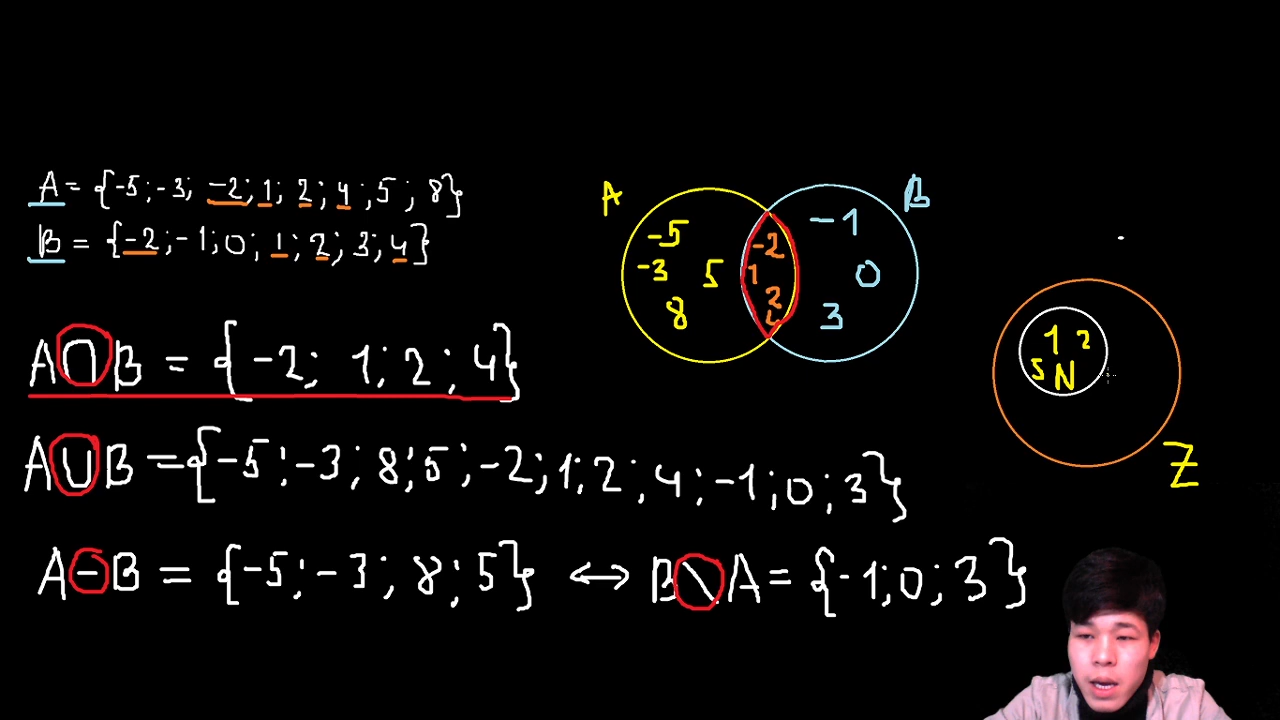 A = {-5; -3; -2; 1; 2; 4; 5; 8}
B = {-2; -1; 0; 1; 2; 3; 4}
A∩B = {-2; 1; 2; 4}
A∪B = {-5; -3; 8; 5; -2; 1; 2; 4; -1; 0; 3}
A-B = {-5; -3; 8; 5} ↔ B\A = {-1; 0; 3}
A B
-5 -2 -1
-3 5 1 0
8 2 3
4
1 2
5 N
Z